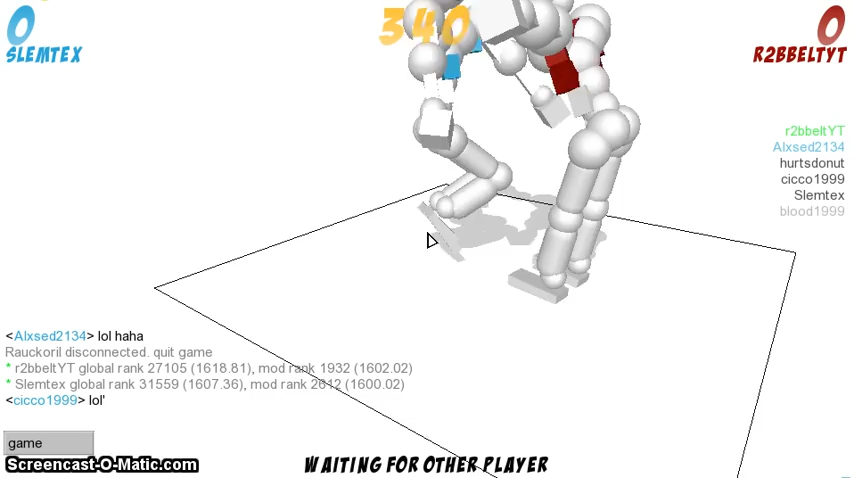 0
340
0
SLEMTEX
R2BBELTYT
r2bbeltYT
Alxsed2134
hurtsdonut
cicco1999
Slemtex
blood1999
<Alxsed2134> lol haha
Rauckoril disconnected. quit game
* r2bbeltYT global rank 27105 (1618.81), mod rank 1932 (1602.02)
* Slemtex global rank 31559 (1607.36), mod rank 2612 (1600.02)
<cicco1999> lol'
game
Screencast-O-Matic.com
WAITING FOR OTHER PLAYER